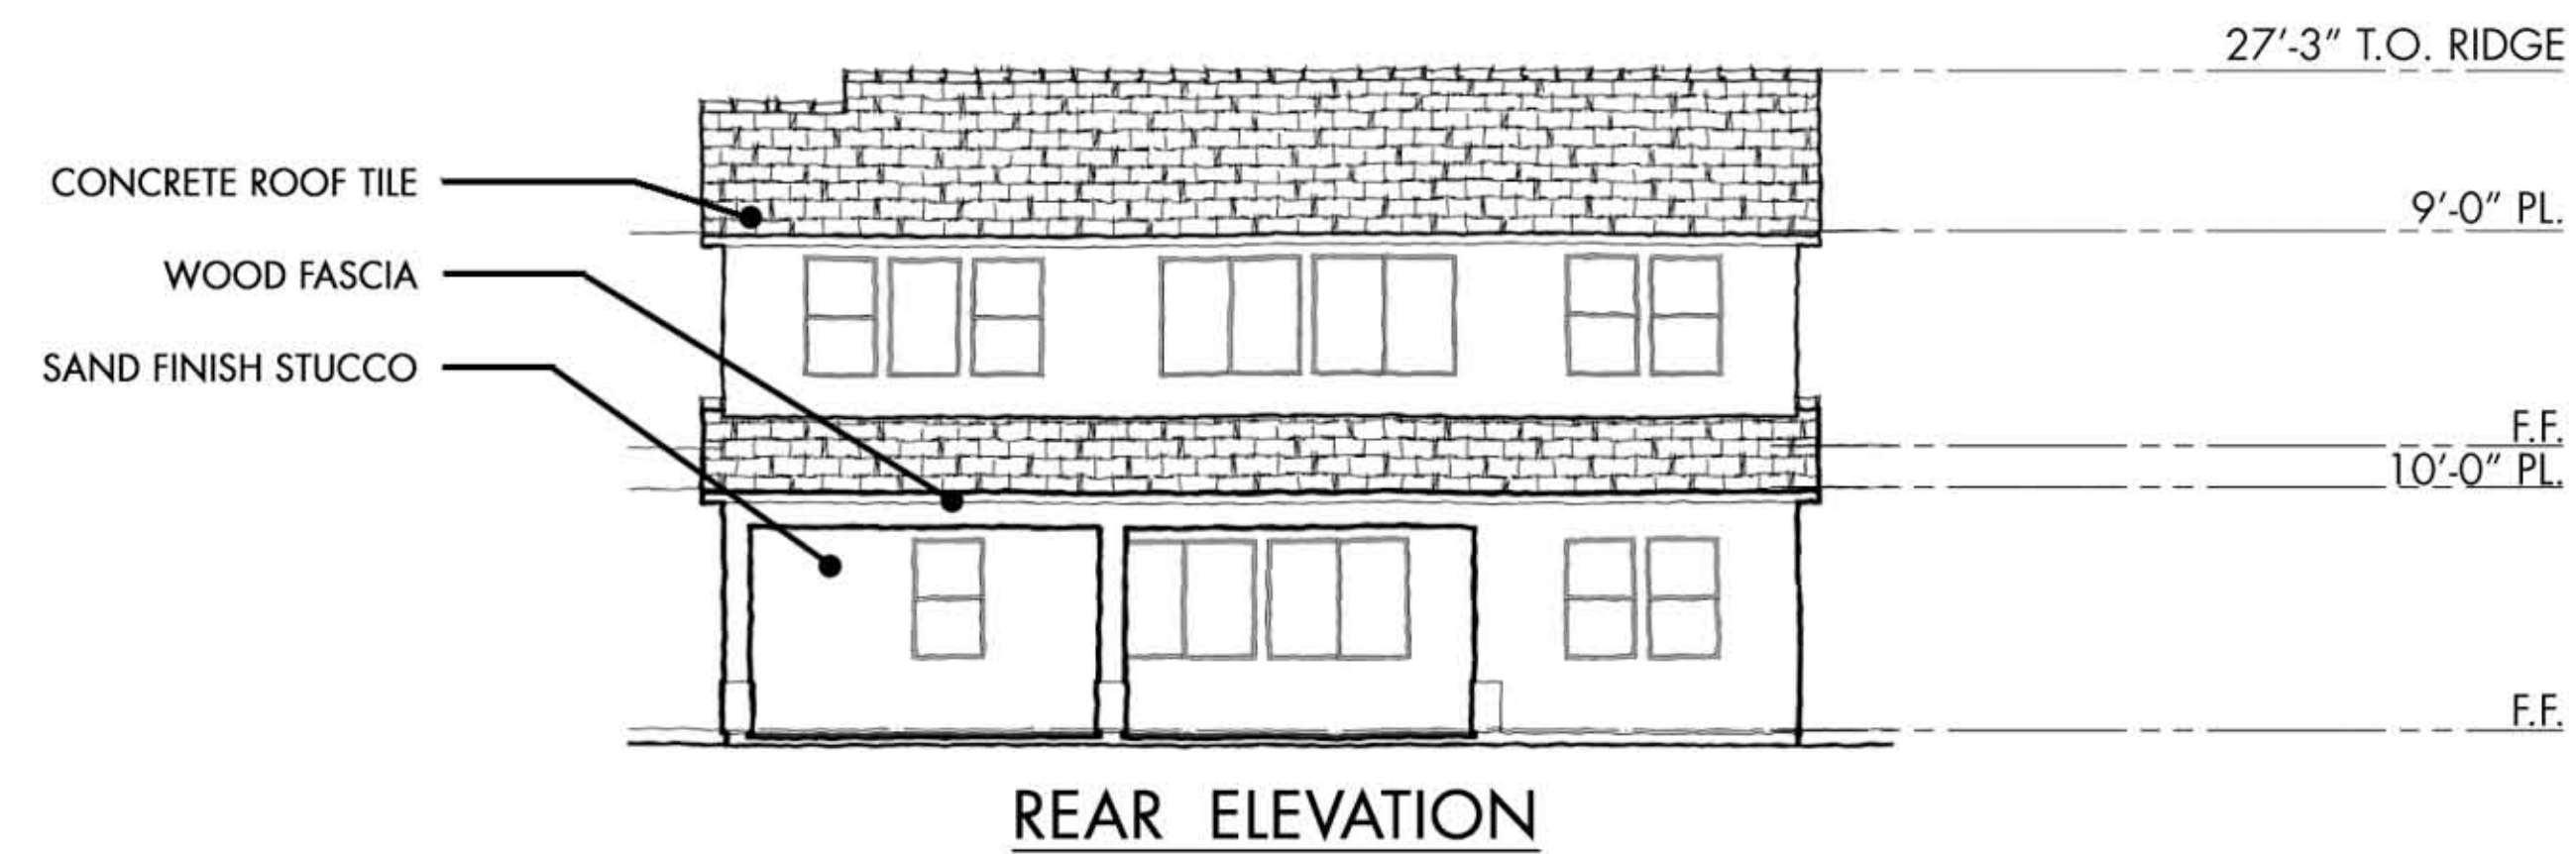 27'-3" T.O. RIDGE
CONCRETE ROOF TILE
9'-0" PL.
WOOD FASCIA
SAND FINISH STUCCO
F.F.
10'-0" PL.
F.F.
REAR ELEVATION